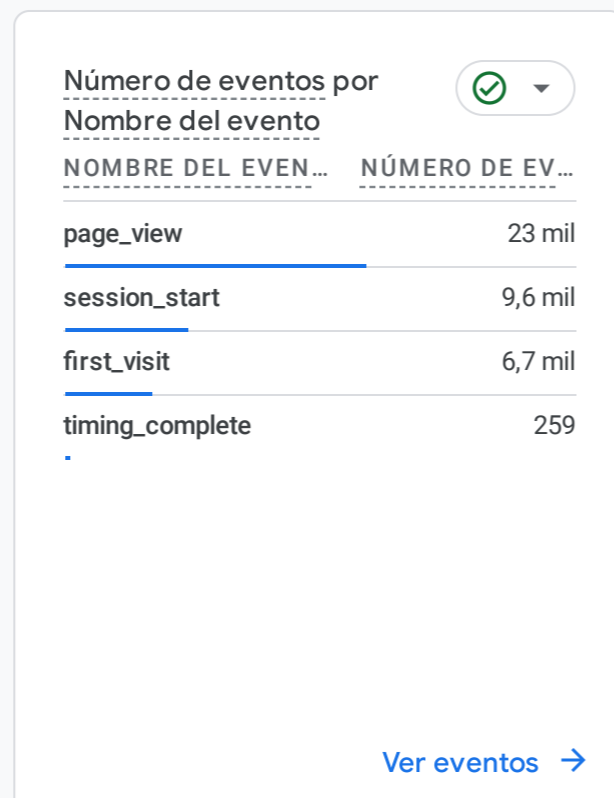 Número de eventos por
Nombre del evento
NOMBRE DEL EVEN… NÚMERO DE EV…
page_view 23 mil
session_start 9,6 mil
first_visit 6,7 mil
timing_complete 259
Ver eventos